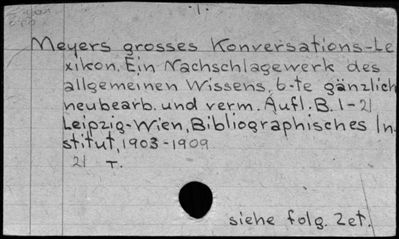 .1.
Meyers grosses Konversations-Le
xikon. Ein Nachschlagewerk des
allgemeinen Wissens. 6-te gänzlich
neubearb. und verm. Aufl. B. 1-21
Leipzig-Wien, Bibliographisches In-
stitut, 1903-1909
21 T.
siehe folg. Zet.